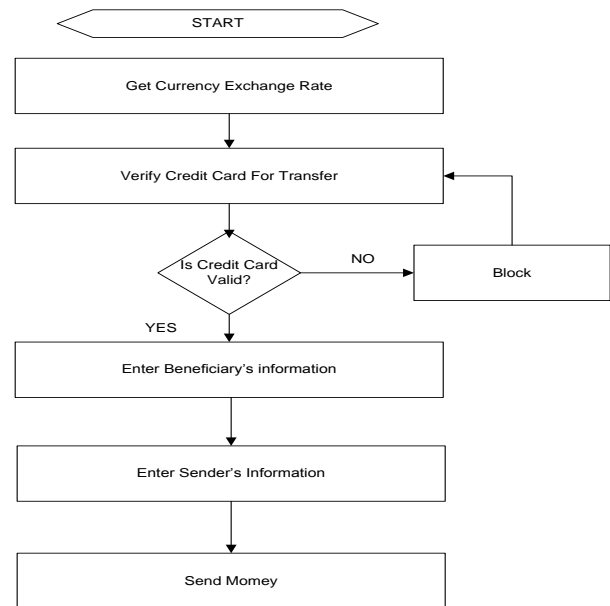 START
Get Currency Exchange Rate
Verify Credit Card For Transfer
Is Credit Card
Valid?
NO
Block
YES
Enter Beneficiary's information
Enter Sender's Information
Send Momey